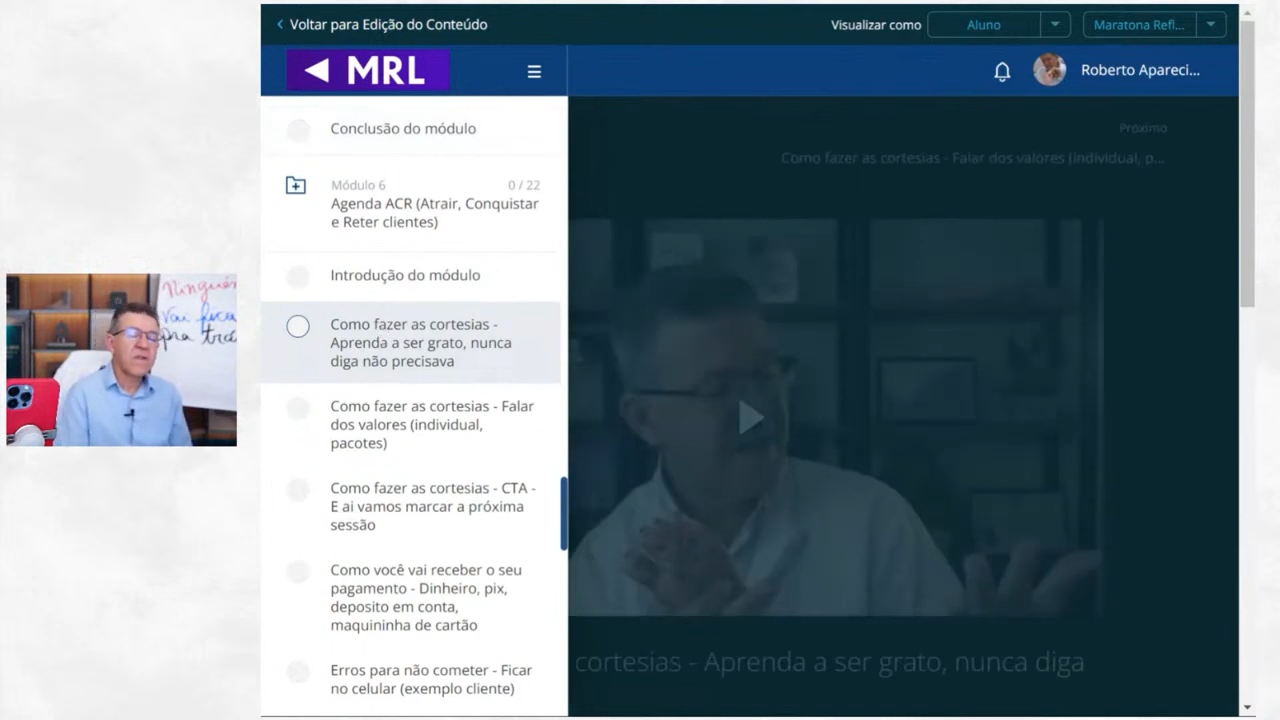 Voltar para Edição do Conteúdo
Visualizar como
Aluno
Maratona Refl...
MRL
Roberto Apareci...
Conclusão do módulo
Próximo
Como fazer as cortesias - Falar dos valores (individual, p...
Módulo 6
0 / 22
Agenda ACR (Atrair, Conquistar
e Reter clientes)
Introdução do módulo
Como fazer as cortesias -
Aprenda a ser grato, nunca
diga não precisava
Como fazer as cortesias - Falar
dos valores (individual,
pacotes)
Como fazer as cortesias - CTA -
E ai vamos marcar a próxima
sessão
Como você vai receber o seu
pagamento - Dinheiro, pix,
deposito em conta,
maquininha de cartão
Erros para não cometer - Ficar
no celular (exemplo cliente)
cortesias - Aprenda a ser grato, nunca diga
Ninguém
Vai fica
pra trá